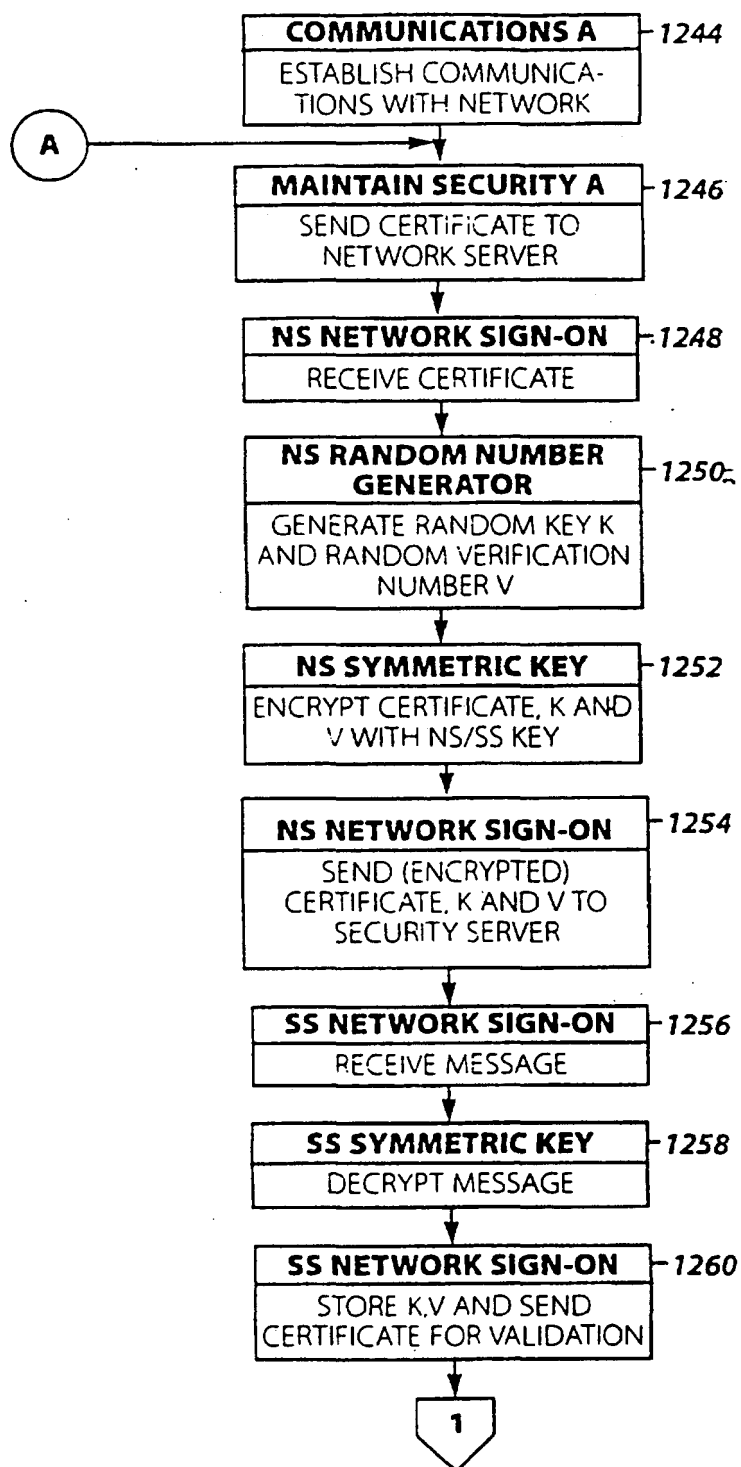 COMMUNICATIONS A
1244
ESTABLISH COMMUNICA-
TIONS WITH NETWORK
A
MAINTAIN SECURITY A
1246
SEND CERTIFICATE TO
NETWORK SERVER
NS NETWORK SIGN-ON
1248
RECEIVE CERTIFICATE
NS RANDOM NUMBER
GENERATOR
1250
GENERATE RANDOM KEY K
AND RANDOM VERIFICATION
NUMBER V
NS SYMMETRIC KEY
1252
ENCRYPT CERTIFICATE, K AND
V WITH NS/SS KEY
NS NETWORK SIGN-ON
1254
SEND (ENCRYPTED)
CERTIFICATE, K AND V TO
SECURITY SERVER
SS NETWORK SIGN-ON
1256
RECEIVE MESSAGE
SS SYMMETRIC KEY
1258
DECRYPT MESSAGE
SS NETWORK SIGN-ON
1260
STORE K,V AND SEND
CERTIFICATE FOR VALIDATION
1